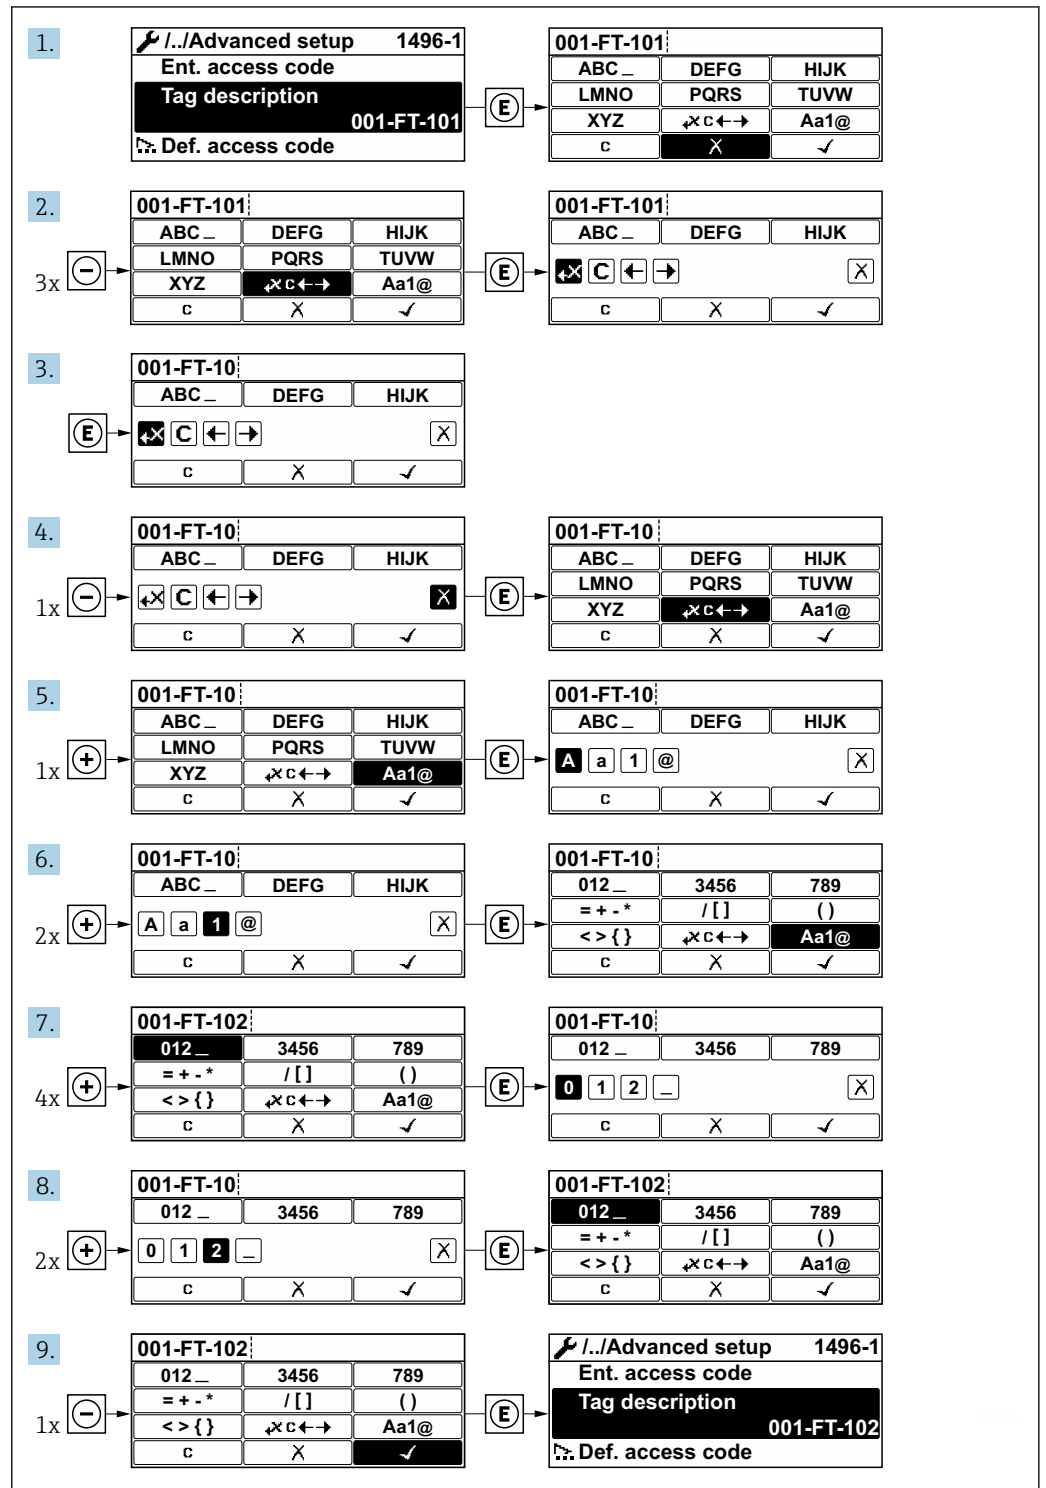 1.
/../Advanced setup 1496-1
Ent. access code
Tag description
001-FT-101
Def. access code
E
001-FT-101
ABC_ DEFG HIJK
LMNO PQRS TUVW
XYZ C←→ Aa1@
C X ✓
2.
3x
001-FT-101
ABC_ DEFG HIJK
LMNO PQRS TUVW
XYZ C←→ Aa1@
C X ✓
E
001-FT-101
ABC_ DEFG HIJK
C ← → X
C X ✓
3.
E
001-FT-10
ABC_ DEFG HIJK
C ← → X
C X ✓
4.
1x
001-FT-10
ABC_ DEFG HIJK
C ← → X
C X ✓
E
001-FT-10
ABC_ DEFG HIJK
LMNO PQRS TUVW
XYZ C←→ Aa1@
C X ✓
5.
1x
001-FT-10
ABC_ DEFG HIJK
LMNO PQRS TUVW
XYZ C←→ Aa1@
C X ✓
E
001-FT-10
ABC_ DEFG HIJK
A a 1 @ X
C X ✓
6.
2x
001-FT-10
ABC_ DEFG HIJK
A a 1 @ X
C X ✓
E
001-FT-10
012_ 3456 789
= + - * / [ ] ( )
< > { } C←→ Aa1@
C X ✓
7.
4x
001-FT-102
012_ 3456 789
= + - * / [ ] ( )
< > { } C←→ Aa1@
C X ✓
E
001-FT-10
012_ 3456 789
0 1 2 _ X
C X ✓
8.
2x
001-FT-10
012_ 3456 789
0 1 2 _ X
C X ✓
E
001-FT-102
012_ 3456 789
= + - * / [ ] ( )
< > { } C←→ Aa1@
C X ✓
9.
1x
001-FT-102
012_ 3456 789
= + - * / [ ] ( )
< > { } C←→ Aa1@
C X ✓
E
/../Advanced setup 1496-1
Ent. access code
Tag description
001-FT-102
Def. access code